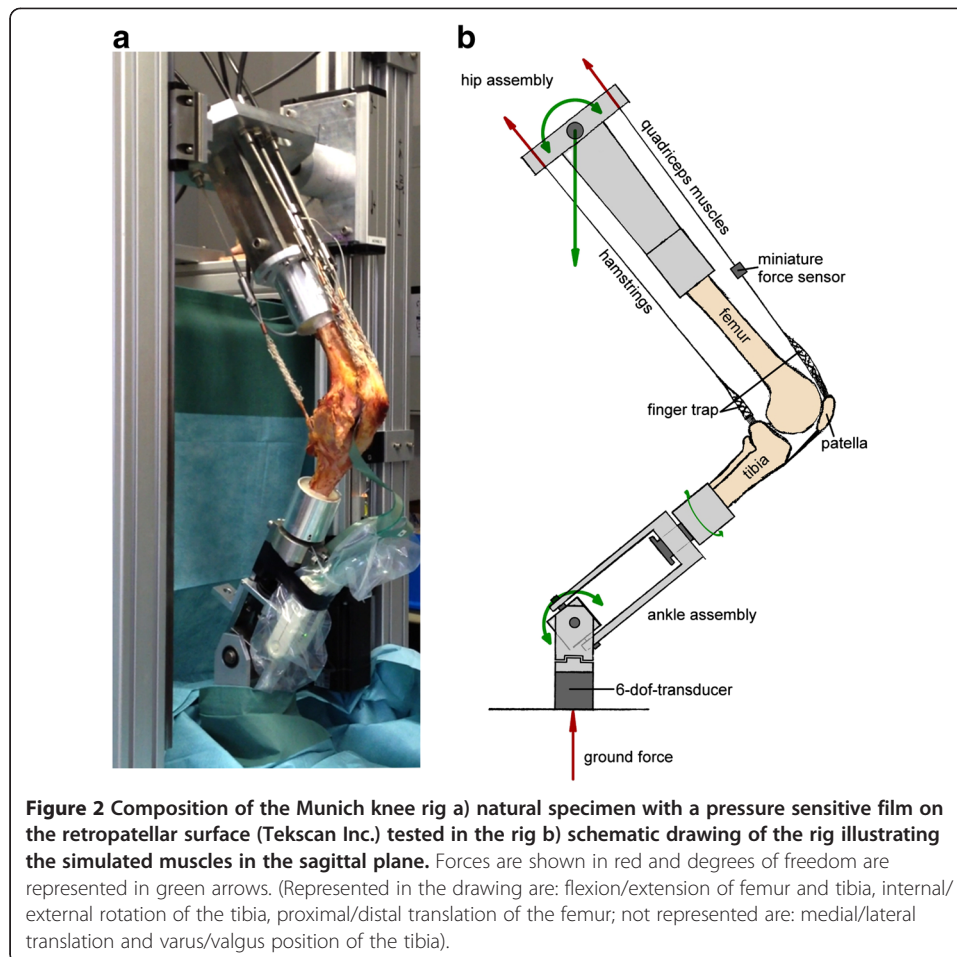 a
b
hip assembly
quadriceps muscles
miniature
force sensor
hamstrings
femur
finger trap
patella
tibia
ankle assembly
6-dof-transducer
ground force
Figure 2 Composition of the Munich knee rig a) natural specimen with a pressure sensitive film on
the retropatellar surface (Tekscan Inc.) tested in the rig b) schematic drawing of the rig illustrating
the simulated muscles in the sagittal plane. Forces are shown in red and degrees of freedom are
represented in green arrows. (Represented in the drawing are: flexion/extension of femur and tibia, internal/
external rotation of the tibia, proximal/distal translation of the femur; not represented are: medial/lateral
translation and varus/valgus position of the tibia).